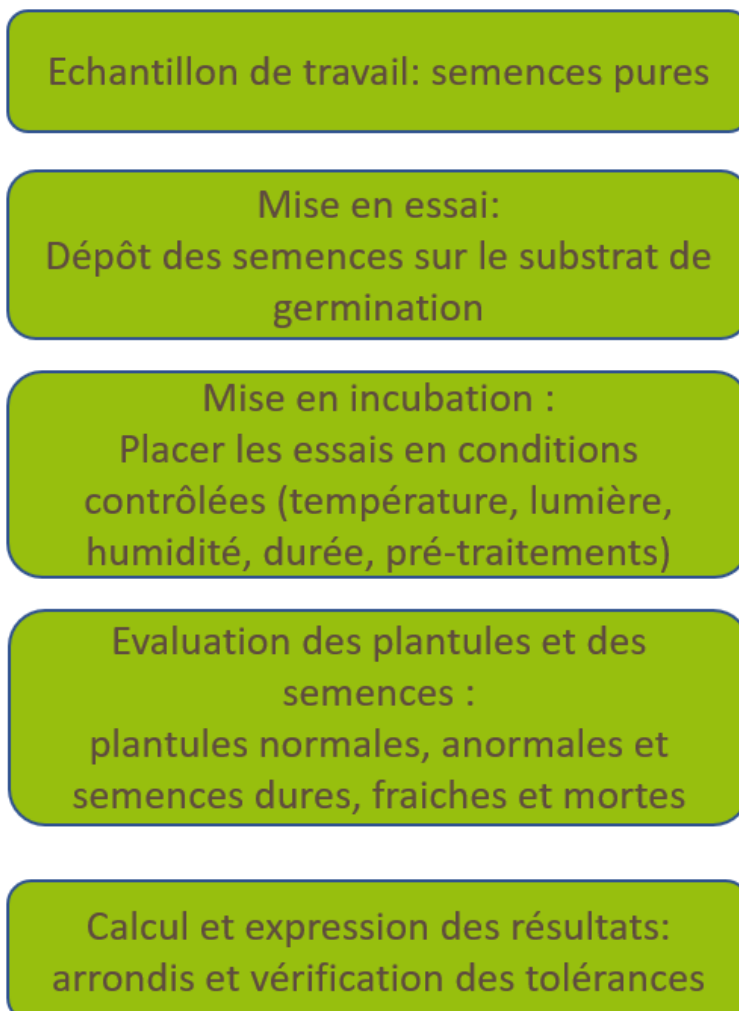 Echantillon de travail: semences pures
Mise en essai:
Dépôt des semences sur le substrat de
germination
Mise en incubation :
Placer les essais en conditions
contrôlées (température, lumière,
humidité, durée, pré-traitements)
Evaluation des plantules et des
semences :
plantules normales, anormales et
semences dures, fraiches et mortes
Calcul et expression des résultats:
arrondis et vérification des tolérances